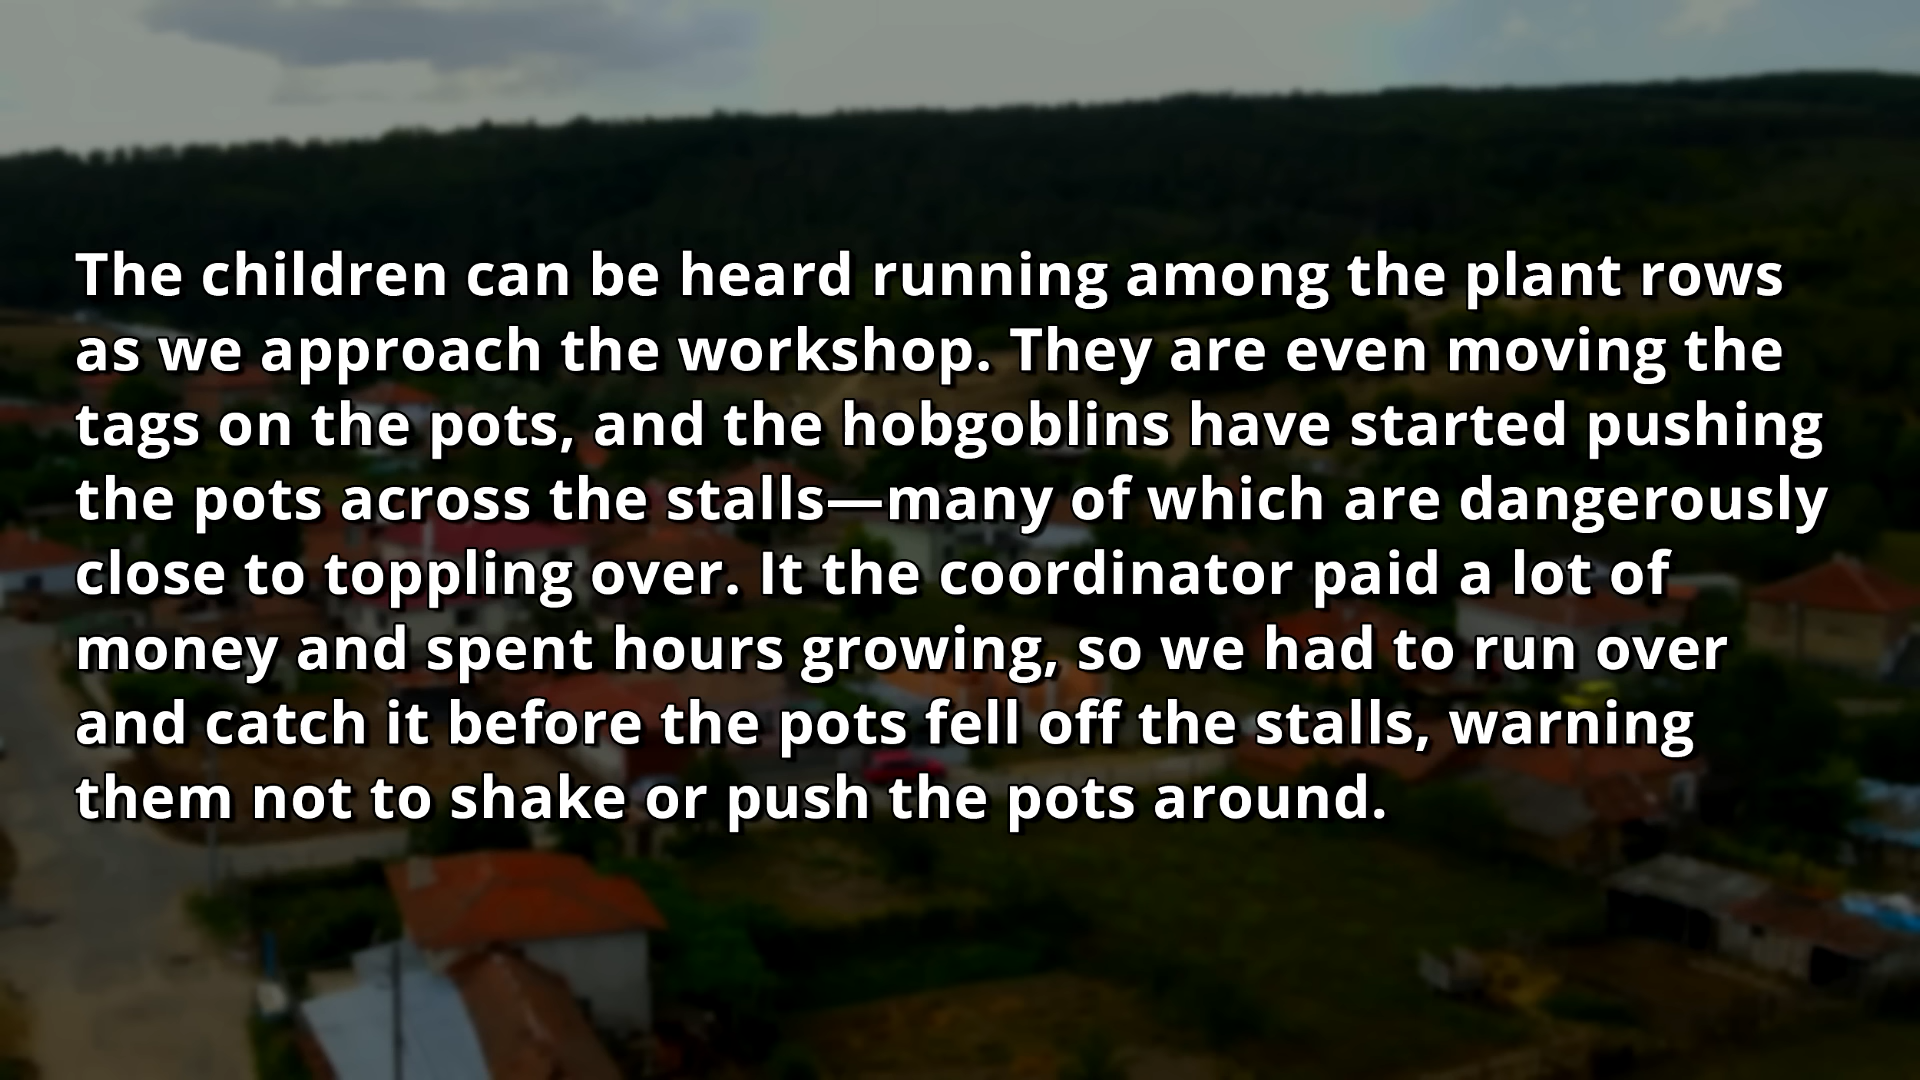 The children can be heard running among the plant rows
as we approach the workshop. They are even moving the
tags on the pots, and the hobgoblins have started pushing
the pots across the stalls—many of which are dangerously
close to toppling over. It the coordinator paid a lot of
money and spent hours growing, so we had to run over
and catch it before the pots fell off the stalls, warning
them not to shake or push the pots around.